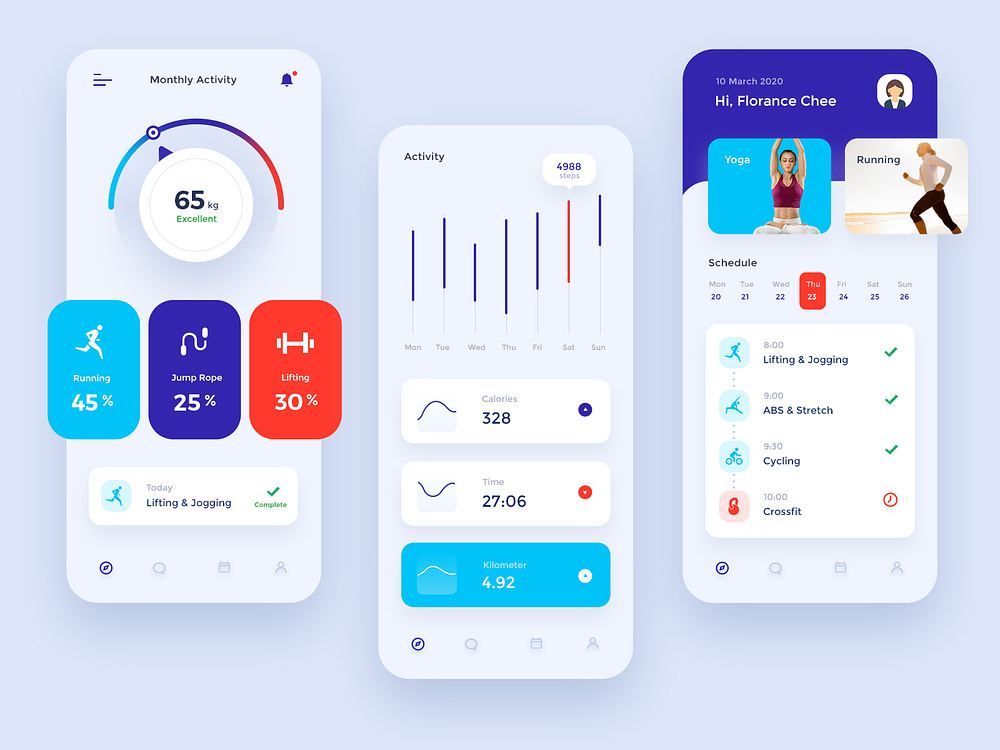 Monthly Activity
65 kg
Excellent
Running
45 %
Jump Rope
25 %
Lifting
30 %
Today
Lifting & Jogging
Complete
Activity
4988
steps
Mon Tue Wed Thu Fri Sat Sun
Calories
328
Time
27:06
Kilometer
4.92
10 March 2020
Hi, Florance Chee
Yoga
Running
Schedule
Mon Tue Wed Thu Fri Sat Sun
20 21 22 23 24 25 26
8:00
Lifting & Jogging
9:00
ABS & Stretch
9:30
Cycling
10:00
Crossfit